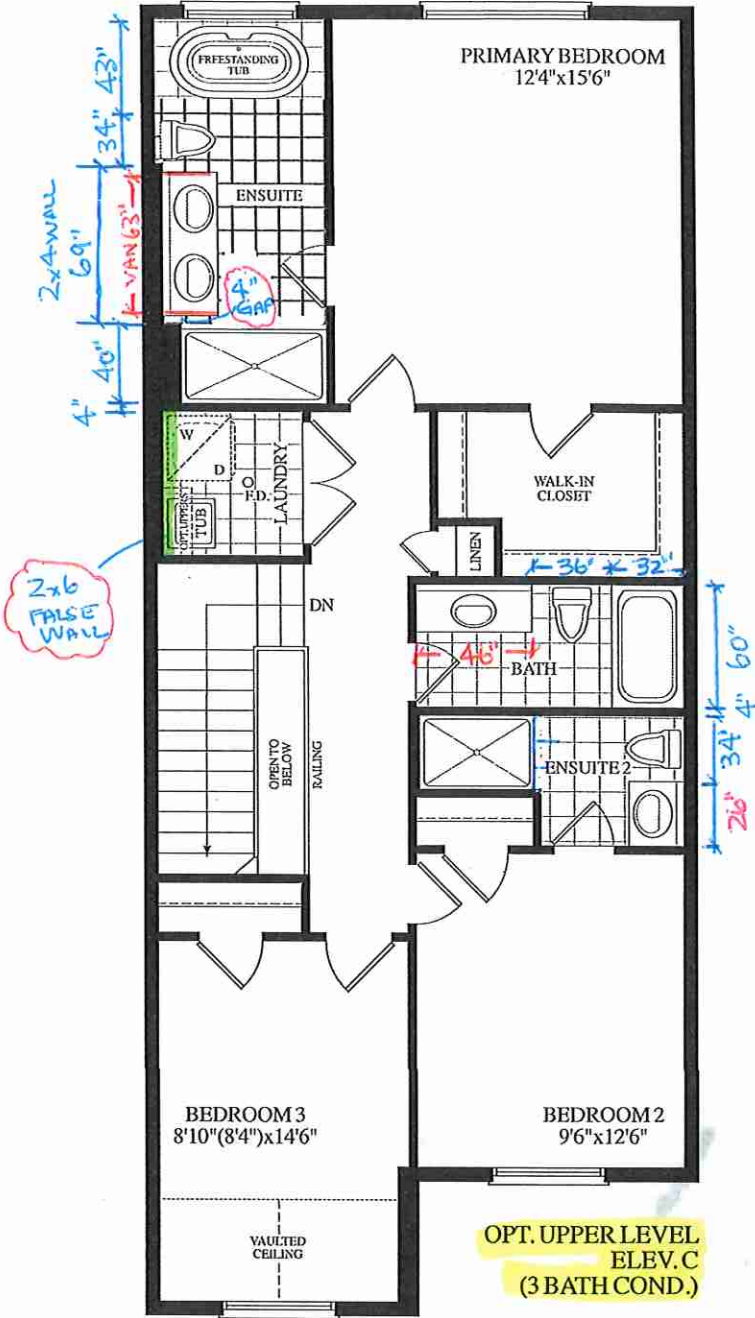 FREESTANDING
TUB
PRIMARY BEDROOM
12'4"x15'6"
43"
34"
ENSUITE
2x4 WALL
69"
VAN 63"
4"
GAP
40"
4"
W
D
O
F.D.
LAUNDRY
OPT. UPPERS
TUB
WALK-IN
CLOSET
LINEN
36" 32"
2x6
FALSE
WALL
DN
46"
BATH
60"
4"
OPEN TO
BELOW
RAILING
ENSUITE 2
34"
26"
BEDROOM 3
8'10"(8'4")x14'6"
BEDROOM 2
9'6"x12'6"
VAULTED
CEILING
OPT. UPPER LEVEL
ELEV. C
(3 BATH COND.)